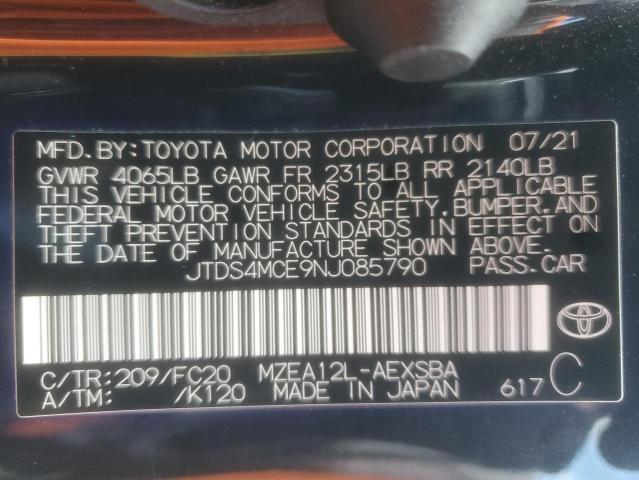 MFD.BY:TOYOTA MOTOR CORPORATION 07/21
GVWR 4065LB GAWR FR 2315LB RR 2140LB
THIS VEHICLE CONFORMS TO ALL APPLICABLE
FEDERAL MOTOR VEHICLE SAFETY,BUMPER,AND
THEFT PREVENTION STANDARDS IN EFFECT ON
THE DATE OF MANUFACTURE SHOWN ABOVE.
JTDS4MCE9NJ085790 PASS.CAR
C/TR:209/FC20 MZEA12L-AEXSBA
A/TM: /K120 MADE IN JAPAN 617 C